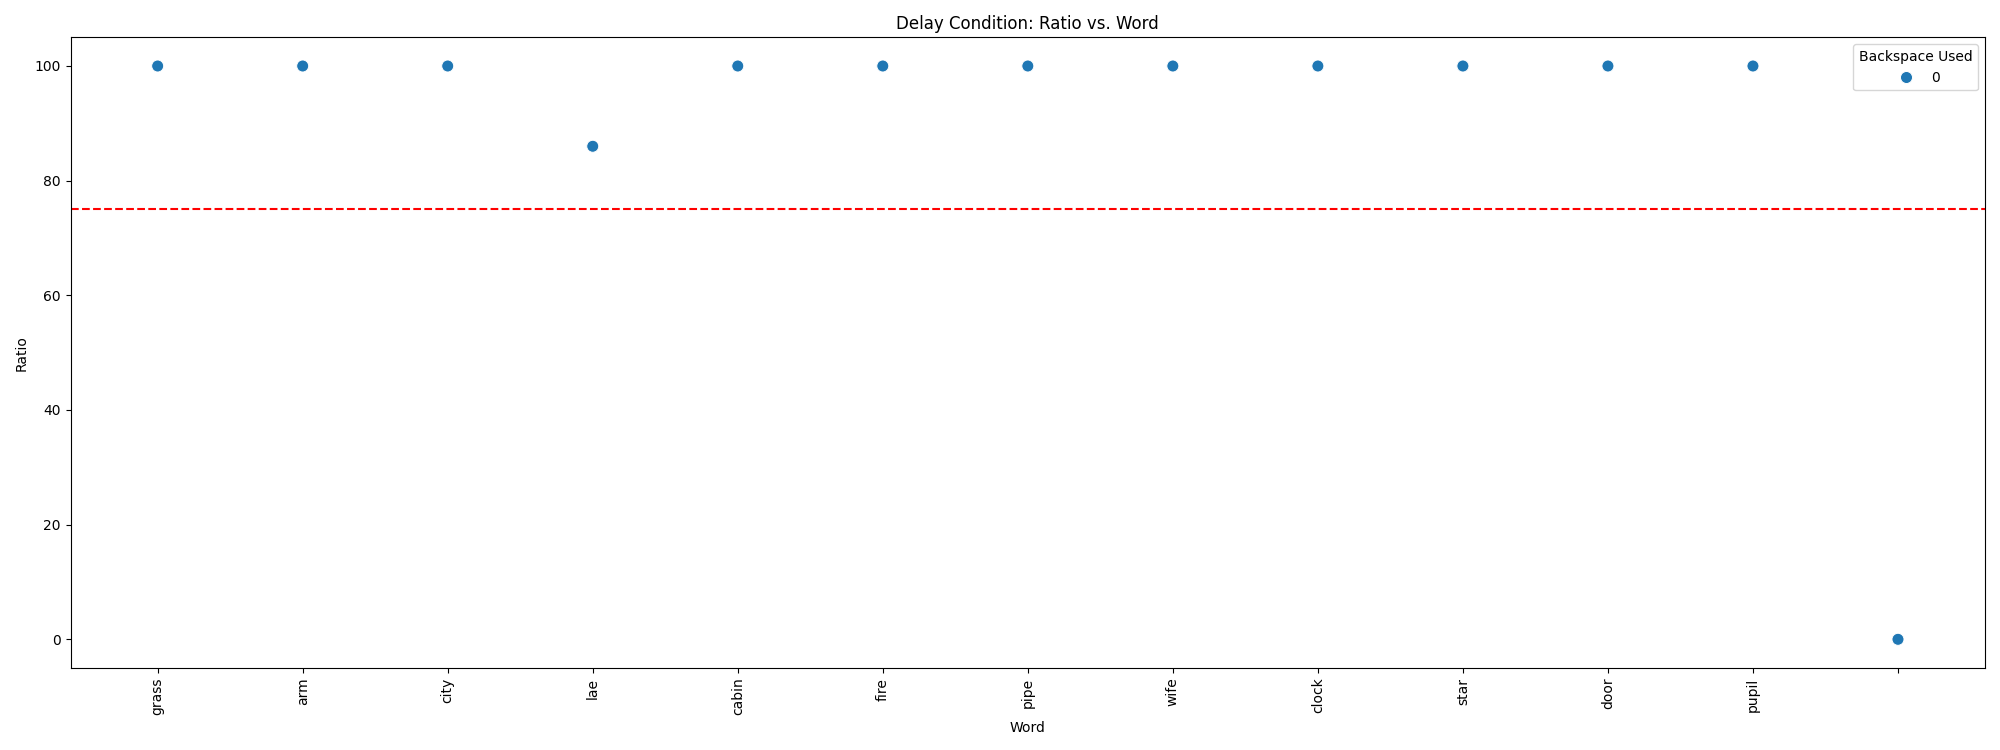 Delay Condition: Ratio vs. Word
Backspace Used
0
100
80
60
40
20
0
Ratio
grass
arm
city
lae
cabin
fire
pipe
wife
clock
star
door
pupil
Word